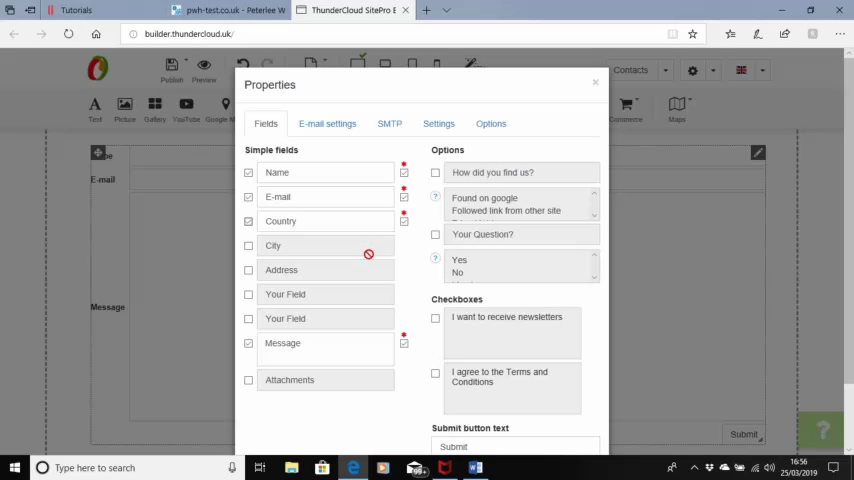 Tutorials
pwh-test.co.uk - Peterlee W
ThunderCloud SitePro E
builder.thundercloud.uk/
Publish
Preview
Contacts
Text
Picture
Gallery
YouTube
Google M
Maps
Properties
Fields
E-mail settings
SMTP
Settings
Options
Simple fields
Name
E-mail
Country
City
Address
Your Field
Your Field
Message
Attachments
Options
How did you find us?
Found on google
Followed link from other site
Your Question?
Yes
No
Checkboxes
I want to receive newsletters
I agree to the Terms and
Conditions
Submit button text
Submit
E-mail
Message
Submit
?
Type here to search
99+
16:56
25/03/2019